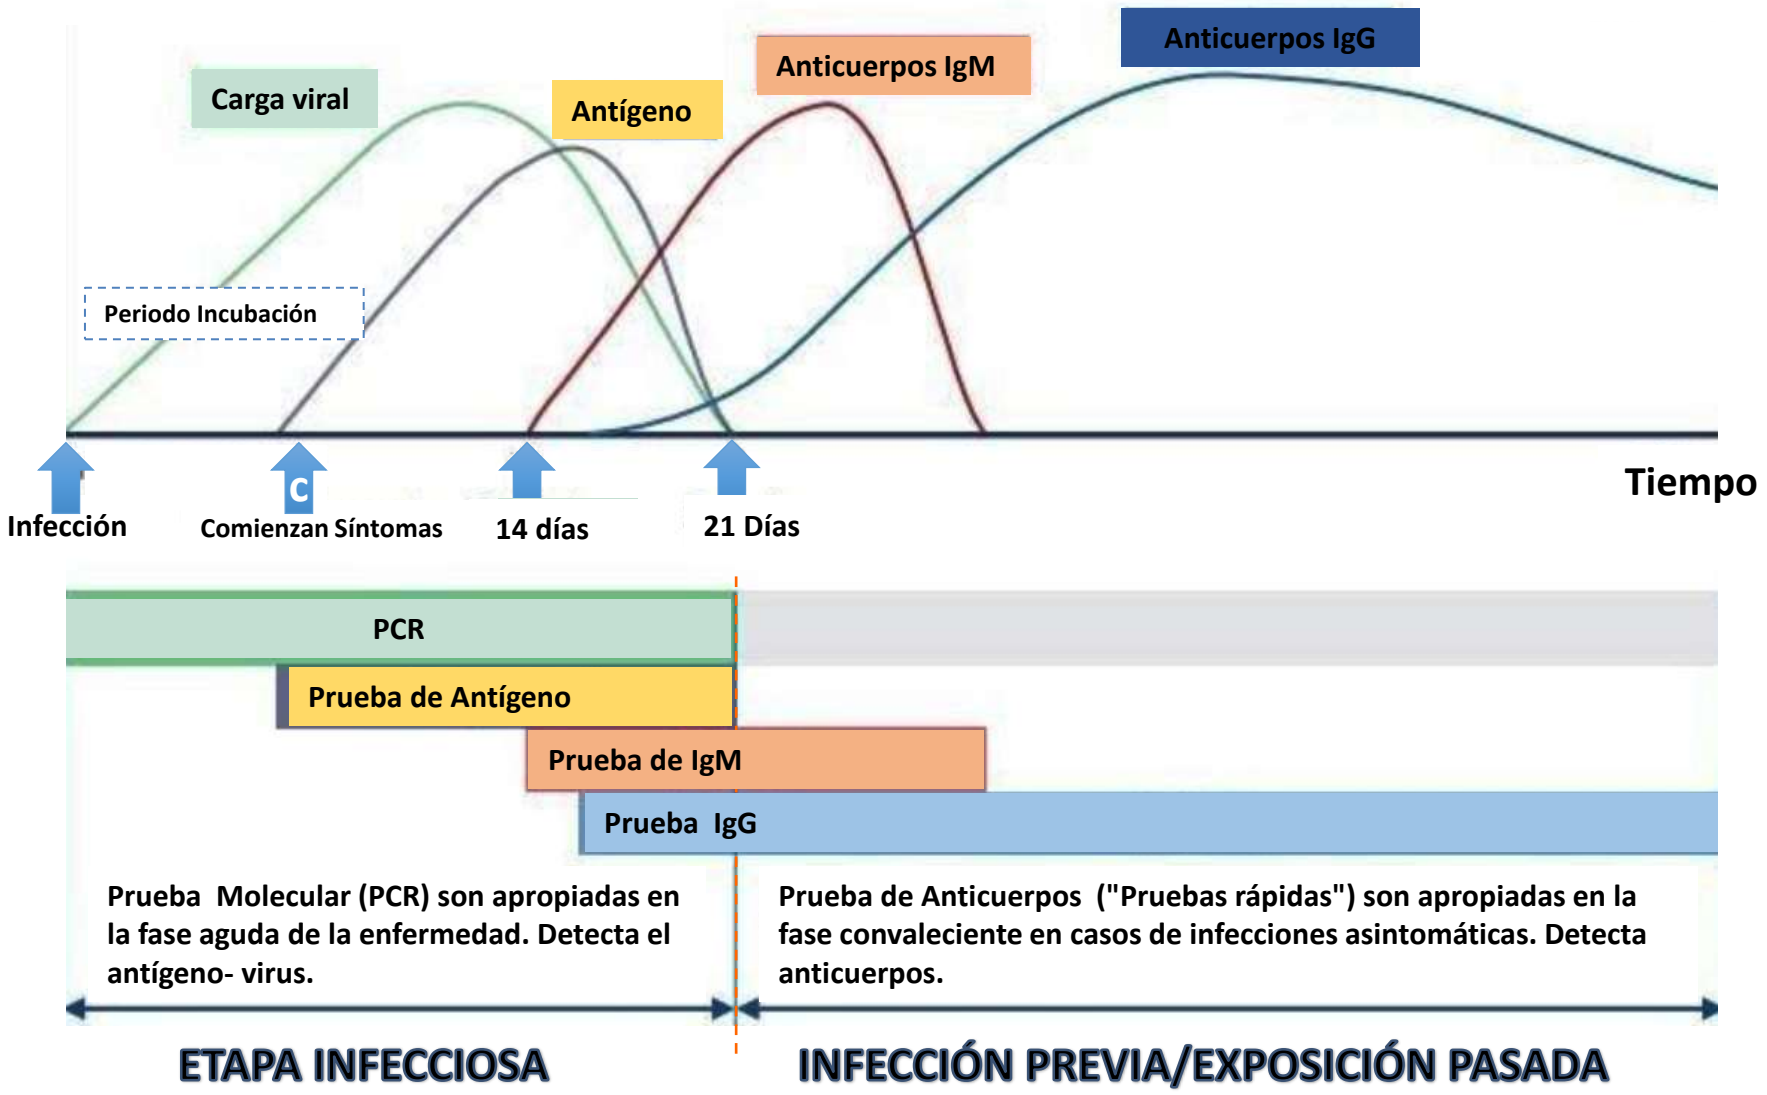 Anticuerpos IgG
Anticuerpos IgM
Carga viral
Antígeno
Periodo Incubación
C
Tiempo
Infección
Comienzan Síntomas
14 días
21 Días
PCR
Prueba de Antígeno
Prueba de IgM
Prueba IgG
Prueba Molecular (PCR) son apropiadas en
la fase aguda de la enfermedad. Detecta el
antígeno- virus.
Prueba de Anticuerpos ("Pruebas rápidas") son apropiadas en la
fase convaleciente en casos de infecciones asintomáticas. Detecta
anticuerpos.
ETAPA INFECCIOSA
INFECCIÓN PREVIA/EXPOSICIÓN PASADA